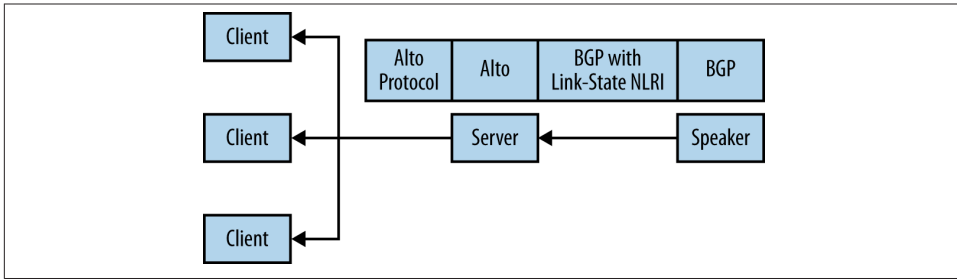 Client
Alto
Protocol
Alto
BGP with
Link-State NLRI
BGP
Client
Server
Speaker
Client